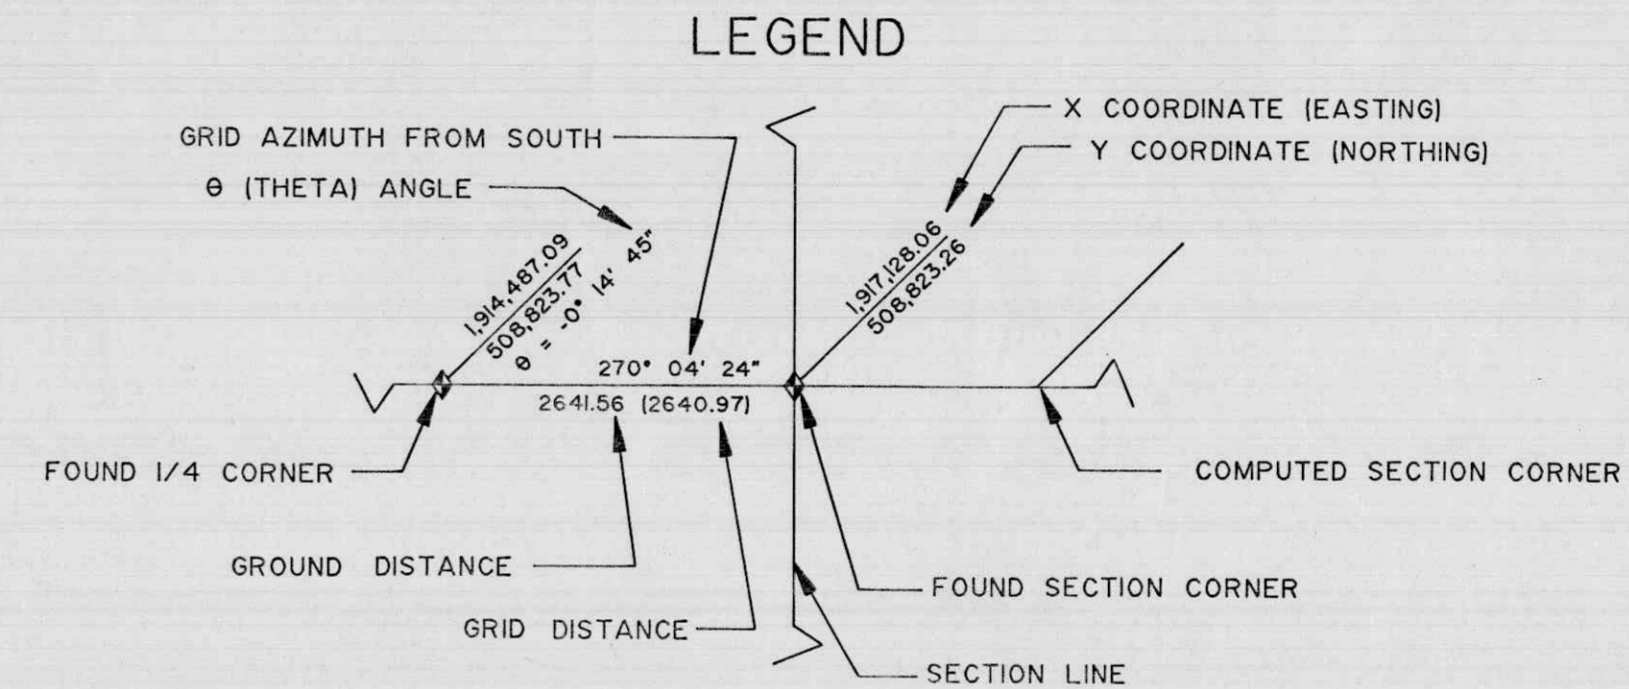 LEGEND
X COORDINATE (EASTING)
GRID AZIMUTH FROM SOUTH
Y COORDINATE (NORTHING)
θ (THETA) ANGLE
1,914,487.09
508,823.77
θ = -0° 14' 45"
1,917,128.06
508,823.26
270° 04' 24"
2641.56 (2640.97)
FOUND 1/4 CORNER
COMPUTED SECTION CORNER
GROUND DISTANCE
FOUND SECTION CORNER
GRID DISTANCE
SECTION LINE